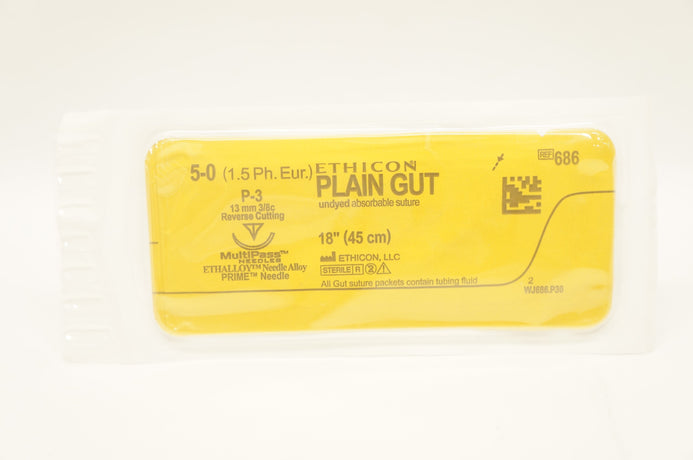 5-0 (1.5 Ph. Eur.)
P-3
13 mm 3/8c
Reverse Cutting
MultiPass™
NEEDLES
ETHALLOY™ Needle Alloy
PRIME™ Needle
ETHICON
PLAIN GUT
undyed absorbable suture
18" (45 cm)
ETHICON, LLC
STERILE R
All Gut suture packets contain tubing fluid
REF 686
2
WJ686.P30